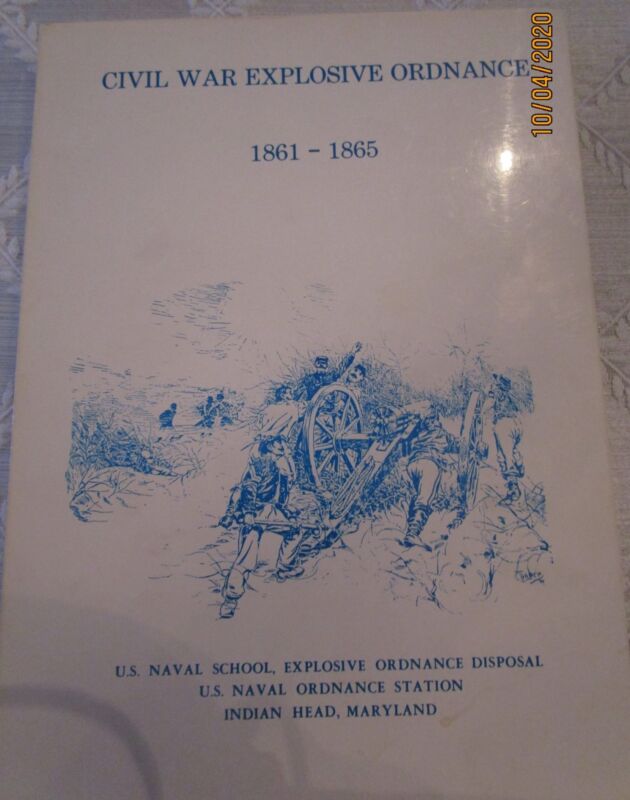 CIVIL WAR EXPLOSIVE ORDNANCE
1861 - 1865
U.S. NAVAL SCHOOL, EXPLOSIVE ORDNANCE DISPOSAL
U.S. NAVAL ORDNANCE STATION
INDIAN HEAD, MARYLAND
10/04/2020